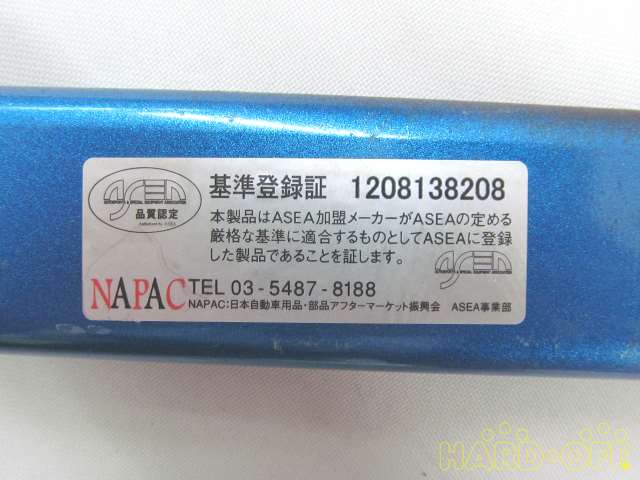 ASEA
品質認定
基準登録証 1208138208
本製品はASEA加盟メーカーがASEAの定める
厳格な基準に適合するものとしてASEAに登録
した製品であることを証します。
ASEA
NAPAC TEL 03-5487-8188
NAPAC:日本自動車用品・部品アフターマーケット振興会 ASEA事業部
HARD-OFF